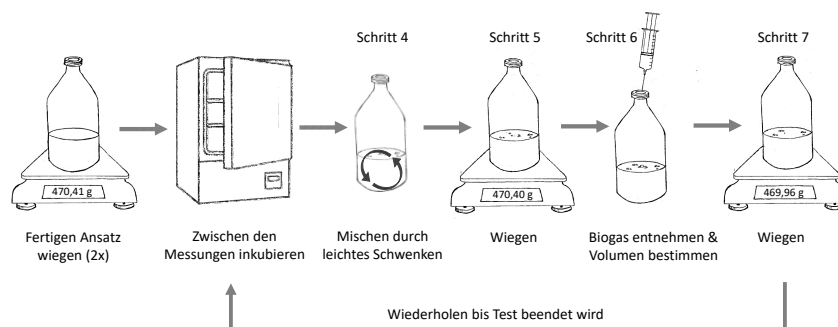 Schritt 4
Schritt 5
Schritt 6
Schritt 7
470,41 g
470,40 g
469,96 g
Fertigen Ansatz
wiegen (2x)
Zwischen den
Messungen inkubieren
Mischen durch
leichtes Schwenken
Wiegen
Biogas entnehmen &
Volumen bestimmen
Wiegen
Wiederholen bis Test beendet wird